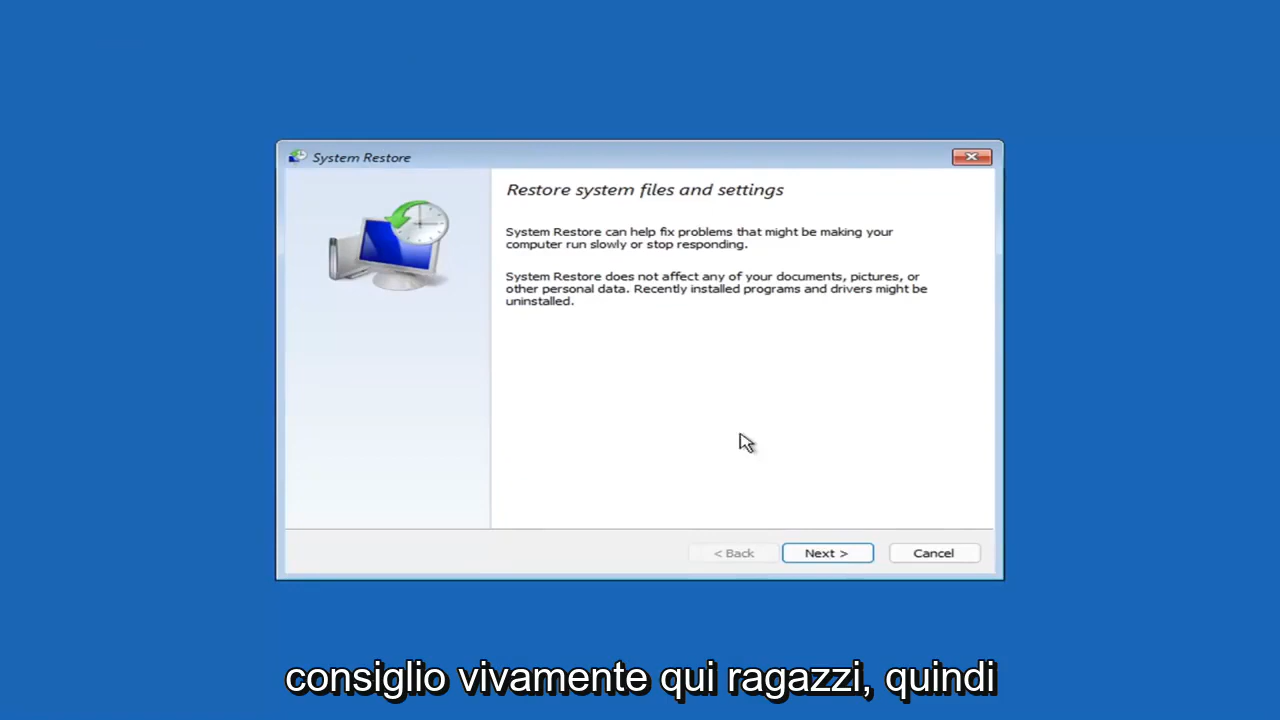 System Restore
Restore system files and settings
System Restore can help fix problems that might be making your
computer run slowly or stop responding.
System Restore does not affect any of your documents, pictures, or
other personal data. Recently installed programs and drivers might be
uninstalled.
< Back Next > Cancel
consiglio vivamente qui ragazzi, quindi